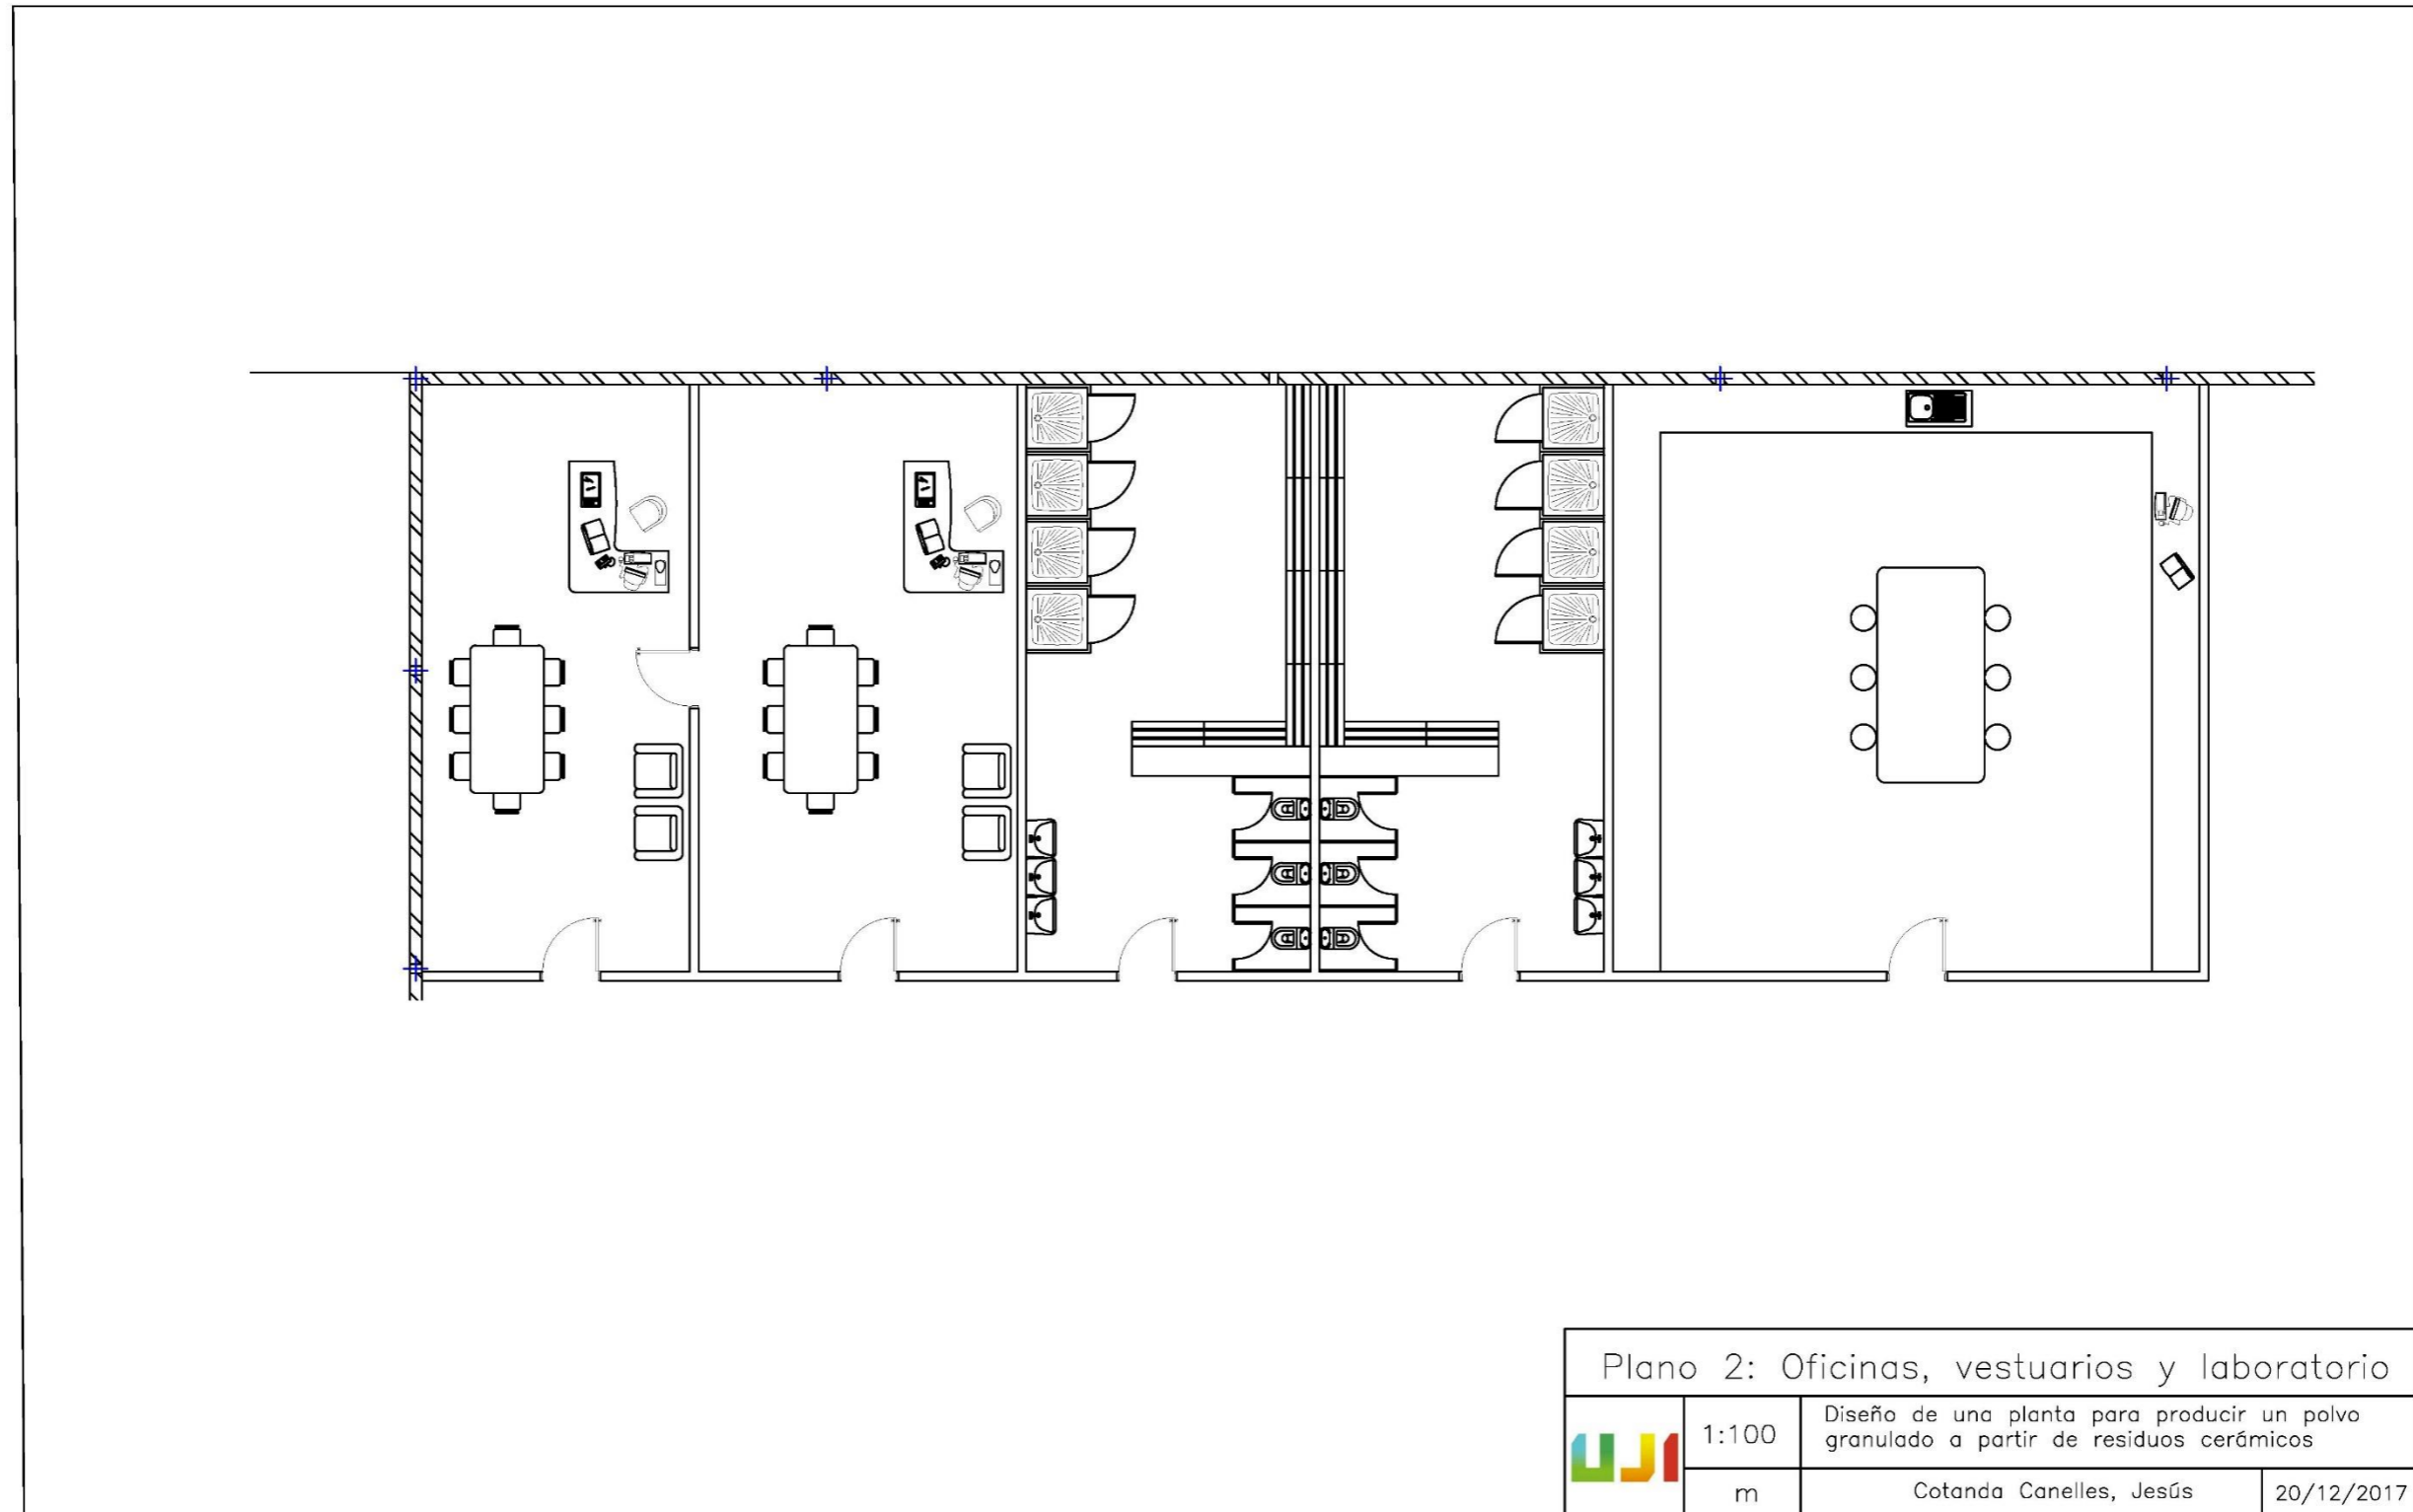 Plano 2: Oficinas, vestuarios y laboratorio
UJI
1:100
Diseño de una planta para producir un polvo
granulado a partir de residuos cerámicos
m
Cotanda Canelles, Jesús
20/12/2017